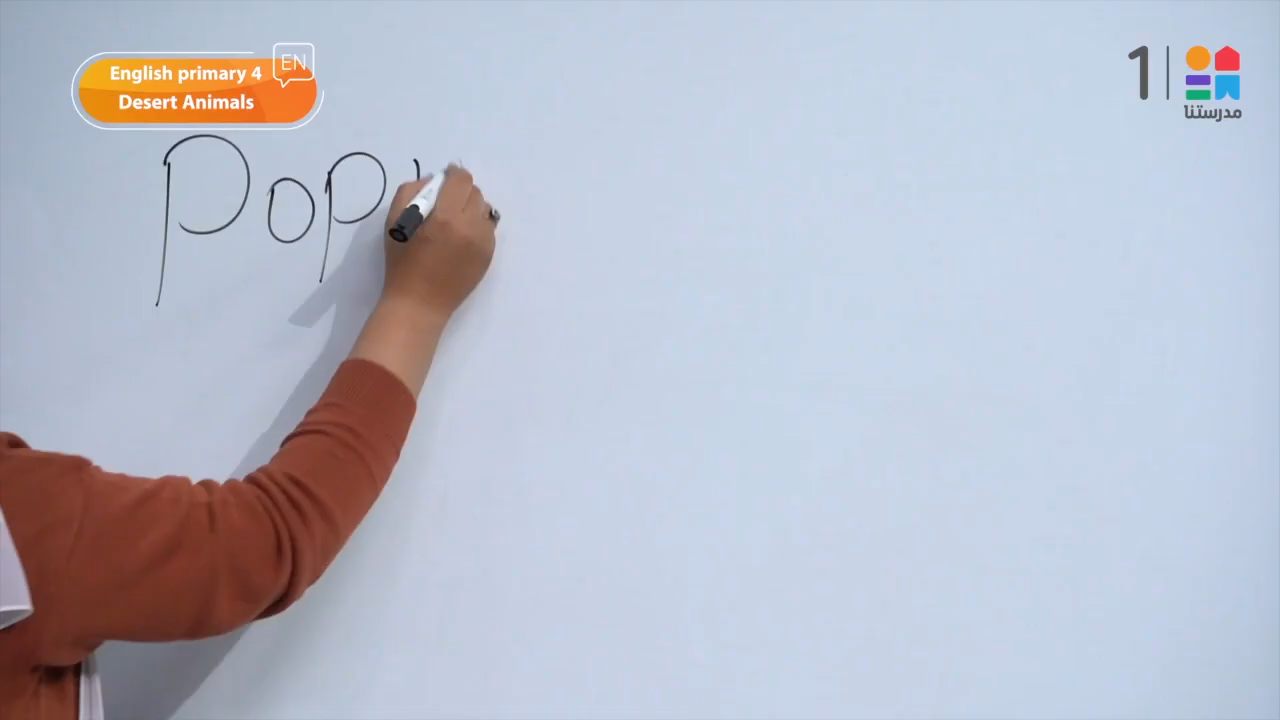 English primary 4
EN
Desert Animals
1
مدرستنا
Pop